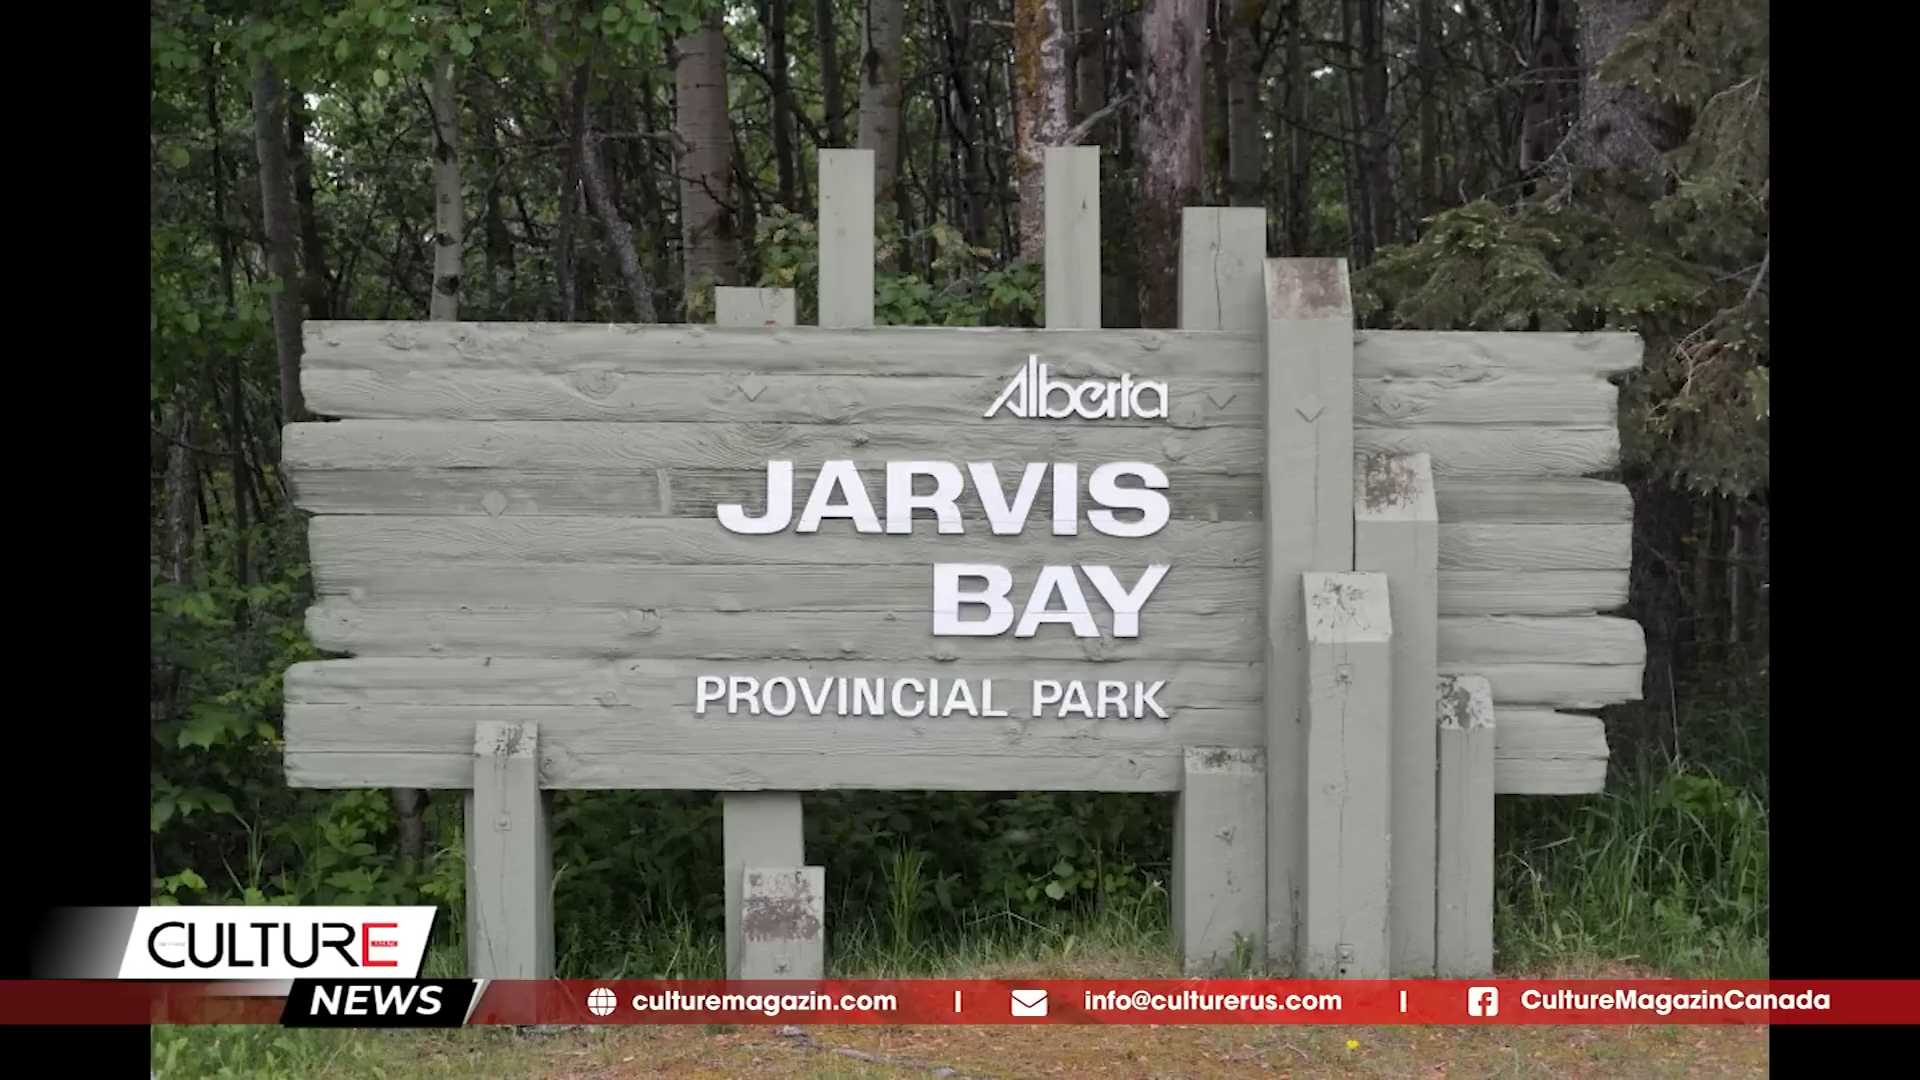 Alberta
JARVIS
BAY
PROVINCIAL PARK
CULTURE
NEWS
culturemagazin.com | info@culturerus.com | CultureMagazinCanada